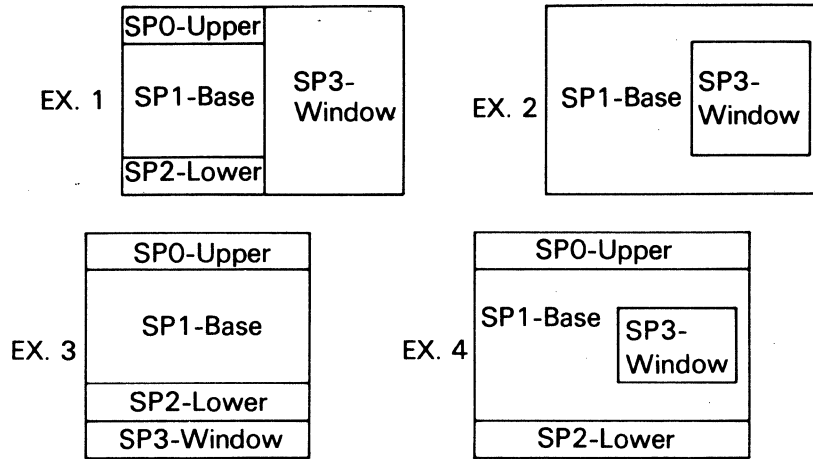 EX. 1
SP0-Upper
SP1-Base
SP2-Lower
SP3-
Window
EX. 2
SP1-Base
SP3-
Window
EX. 3
SP0-Upper
SP1-Base
SP2-Lower
SP3-Window
EX. 4
SP0-Upper
SP1-Base
SP3-
Window
SP2-Lower